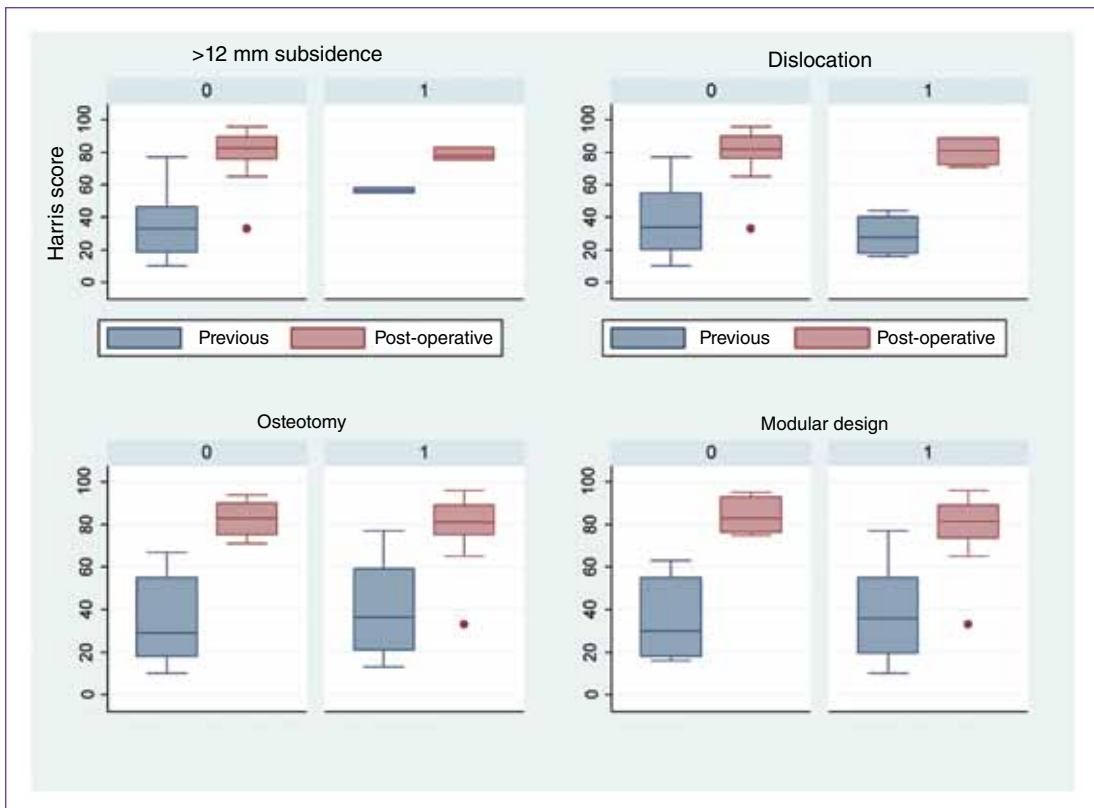 >12 mm subsidence
Dislocation
0 1
0 1
Harris score
0 20 40 60 80 100
0 20 40 60 80 100
Previous Post-operative
Previous Post-operative
Osteotomy
Modular design
0 1
0 1
0 20 40 60 80 100
0 20 40 60 80 100